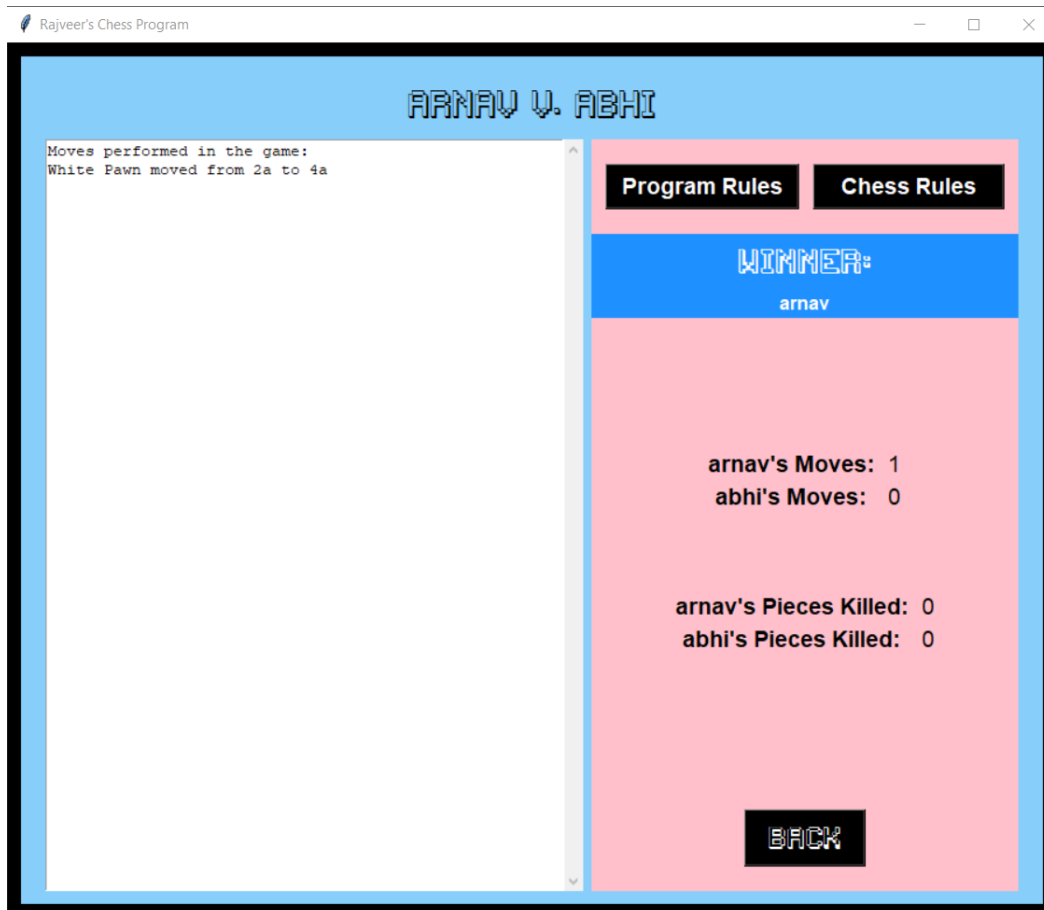 Rajveer's Chess Program
ARNAV V. ABHI
Moves performed in the game:
White Pawn moved from 2a to 4a
Program Rules
Chess Rules
WINNER:
arnav
arnav's Moves: 1
abhi's Moves: 0
arnav's Pieces Killed: 0
abhi's Pieces Killed: 0
BACK